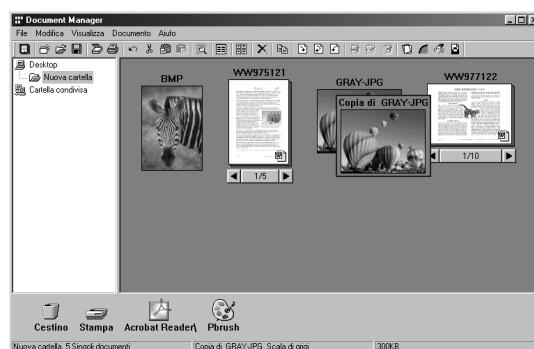 Document Manager
File Modifica Visualizza Documento Aiuto
Desktop
Nuova cartella
Cartella condivisa
BMP
WW975121
1/5
GRAY-JPG
Copia di GRAY-JPG
WW977122
1/10
Cestino Stampa Acrobat Reader\ Pbrush
Nuova cartella, 5 Singoli documenti Copia di GRAY-JPG, Scala di grigi 300KB